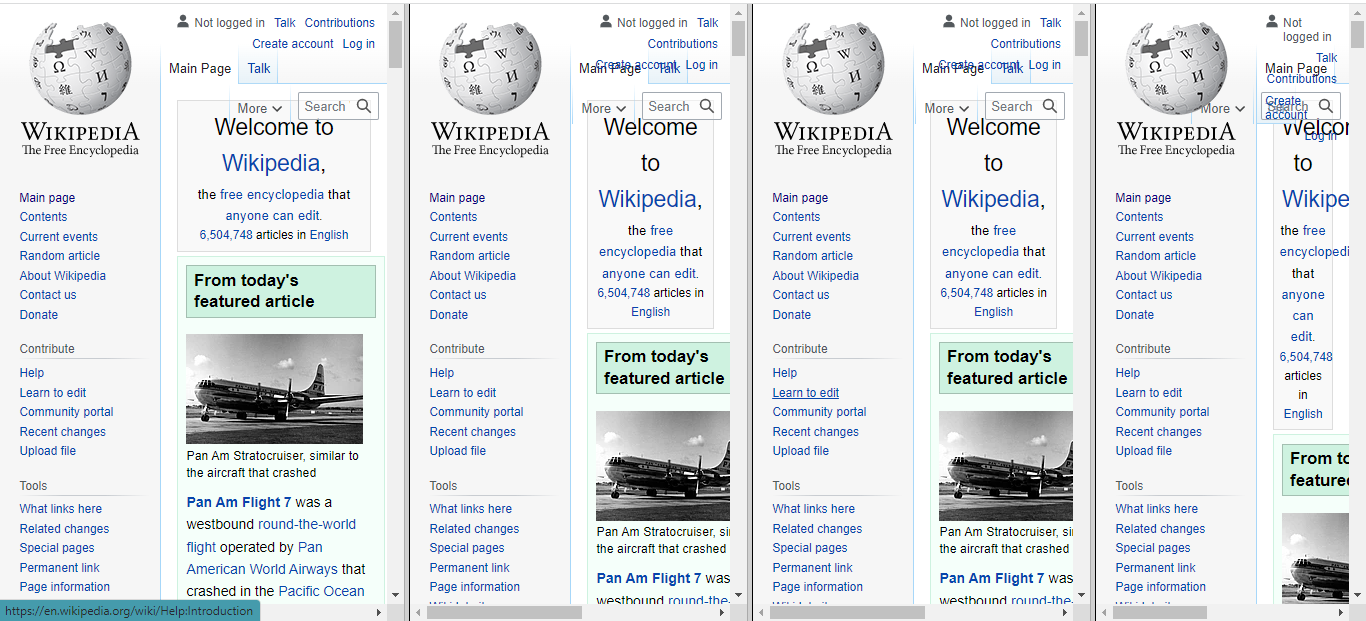 Not logged in Talk Contributions
Create account Log in
Main Page Talk
More Search
WIKIPEDIA
The Free Encyclopedia
Welcome to
Wikipedia,
the free encyclopedia that
anyone can edit.
6,504,748 articles in English
Main page
Contents
Current events
Random article
About Wikipedia
Contact us
Donate
Contribute
Help
Learn to edit
Community portal
Recent changes
Upload file
Tools
What links here
Related changes
Special pages
Permanent link
Page information
From today's
featured article
Pan Am Stratocruiser, similar to
the aircraft that crashed
Pan Am Flight 7 was a
westbound round-the-world
flight operated by Pan
American World Airways that
crashed in the Pacific Ocean
https://en.wikipedia.org/wiki/Help:Introduction
Not logged in Talk
Contributions
Create account Log in
Main Page Talk
More Search
WIKIPEDIA
The Free Encyclopedia
Welcome
to
Wikipedia,
the free
encyclopedia that
anyone can edit.
6,504,748 articles in
English
Main page
Contents
Current events
Random article
About Wikipedia
Contact us
Donate
Contribute
Help
Learn to edit
Community portal
Recent changes
Upload file
Tools
What links here
Related changes
Special pages
Permanent link
Page information
From today's
featured article
Pan Am Stratocruiser,
the aircraft that crashed
Pan Am Flight 7 was
westbound round-the-
Not logged in Talk
Contributions
Create account Log in
Main Page Talk
More Search
WIKIPEDIA
The Free Encyclopedia
Welcome
to
Wikipedia,
the free
encyclopedia that
anyone can edit.
6,504,748 articles in
English
Main page
Contents
Current events
Random article
About Wikipedia
Contact us
Donate
Contribute
Help
Learn to edit
Community portal
Recent changes
Upload file
Tools
What links here
Related changes
Special pages
Permanent link
Page information
From today's
featured article
Pan Am Stratocruiser,
the aircraft that crashed
Pan Am Flight 7 was
westbound round-the-
Not
logged in
Talk
Contributions
Create
account
Log in
Main Page
More Search
WIKIPEDIA
The Free Encyclopedia
Welcom
to
Wikipe
the free
encyclopedi
that
anyone
can
edit.
6,504,748
articles
in
English
Main page
Contents
Current events
Random article
About Wikipedia
Contact us
Donate
Contribute
Help
Learn to edit
Community portal
Recent changes
Upload file
Tools
What links here
Related changes
Special pages
Permanent link
Page information
From to
feature